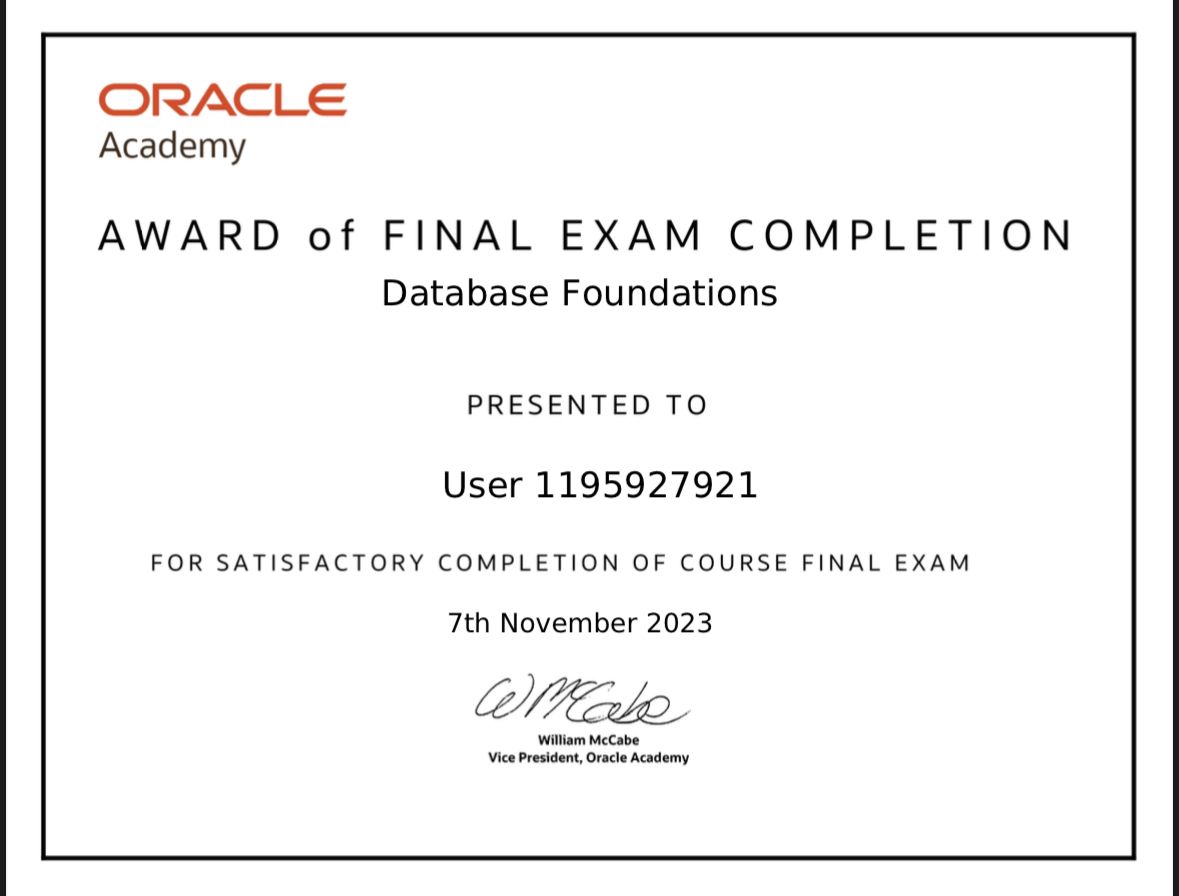 ORACLE
Academy
AWARD of FINAL EXAM COMPLETION
Database Foundations
PRESENTED TO
User 1195927921
FOR SATISFACTORY COMPLETION OF COURSE FINAL EXAM
7th November 2023
WMcCabe
William McCabe
Vice President, Oracle Academy